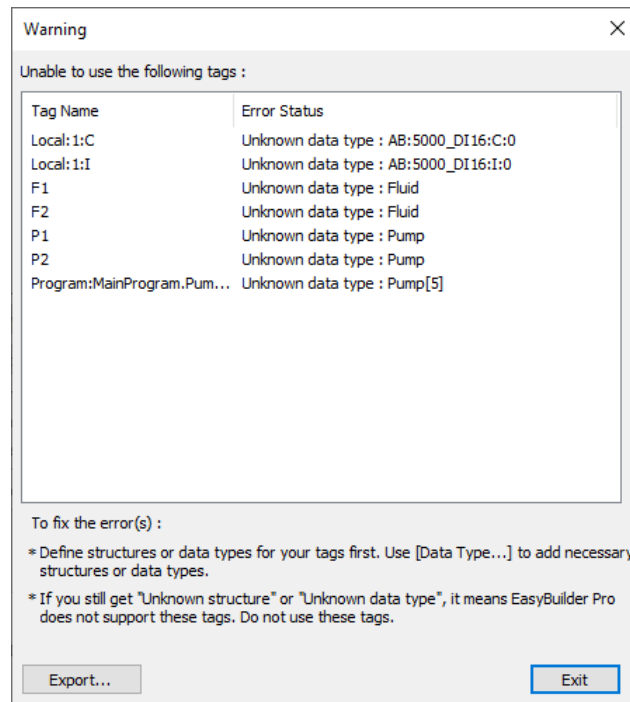 Warning
Unable to use the following tags :
Tag Name Error Status
Local:1:C Unknown data type : AB:5000_DI16:C:0
Local:1:I Unknown data type : AB:5000_DI16:I:0
F1 Unknown data type : Fluid
F2 Unknown data type : Fluid
P1 Unknown data type : Pump
P2 Unknown data type : Pump
Program:MainProgram.Pum... Unknown data type : Pump[5]
To fix the error(s) :
* Define structures or data types for your tags first. Use [Data Type...] to add necessary
structures or data types.
* If you still get "Unknown structure" or "Unknown data type", it means EasyBuilder Pro
does not support these tags. Do not use these tags.
Export... Exit